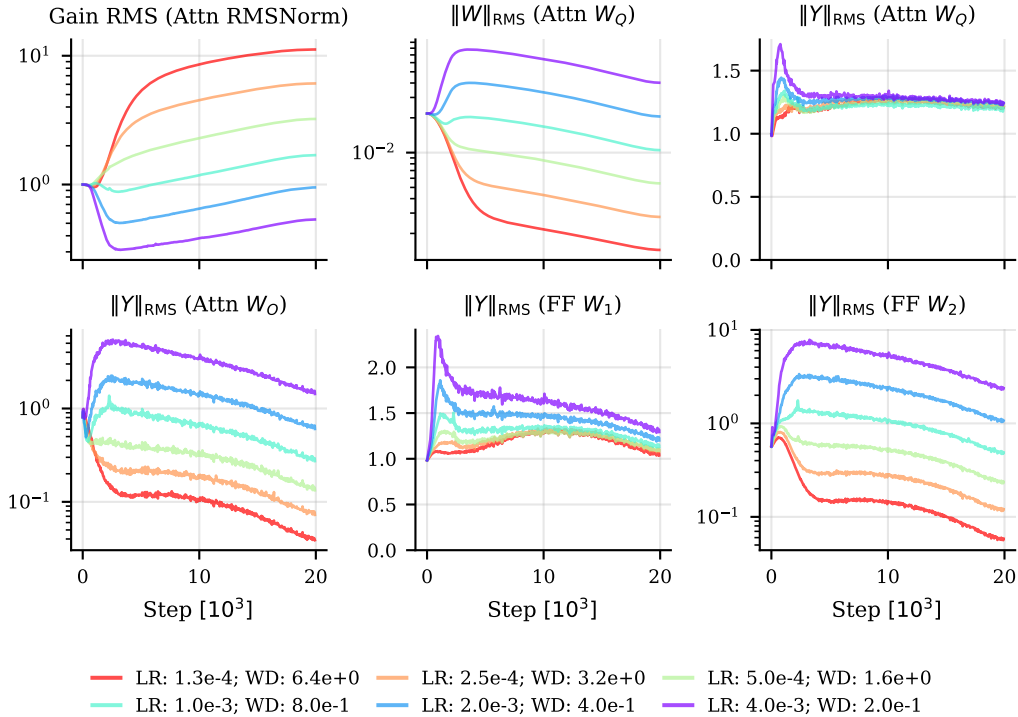 Gain RMS (Attn RMSNorm)
‖W‖RMS (Attn WQ)
‖Y‖RMS (Attn WQ)
10¹
10⁰
10⁻²
1.5
1.0
0.5
0.0
‖Y‖RMS (Attn WO)
‖Y‖RMS (FF W1)
‖Y‖RMS (FF W2)
10⁰
10⁻¹
2.0
1.5
1.0
0.5
0.0
10¹
10⁰
10⁻¹
0 10 20
0 10 20
0 10 20
Step [10³]
Step [10³]
Step [10³]
LR: 1.3e-4; WD: 6.4e+0
LR: 2.5e-4; WD: 3.2e+0
LR: 5.0e-4; WD: 1.6e+0
LR: 1.0e-3; WD: 8.0e-1
LR: 2.0e-3; WD: 4.0e-1
LR: 4.0e-3; WD: 2.0e-1